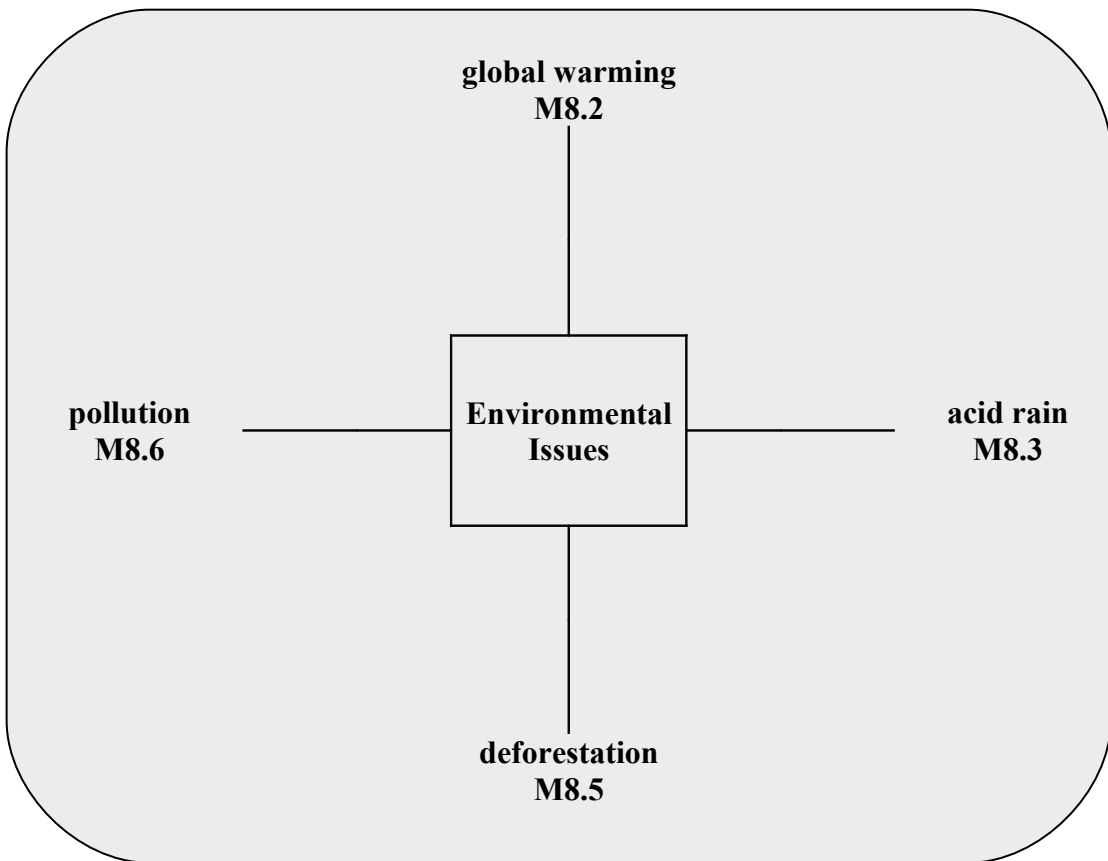 global warming
M8.2
pollution
M8.6
Environmental
Issues
acid rain
M8.3
deforestation
M8.5